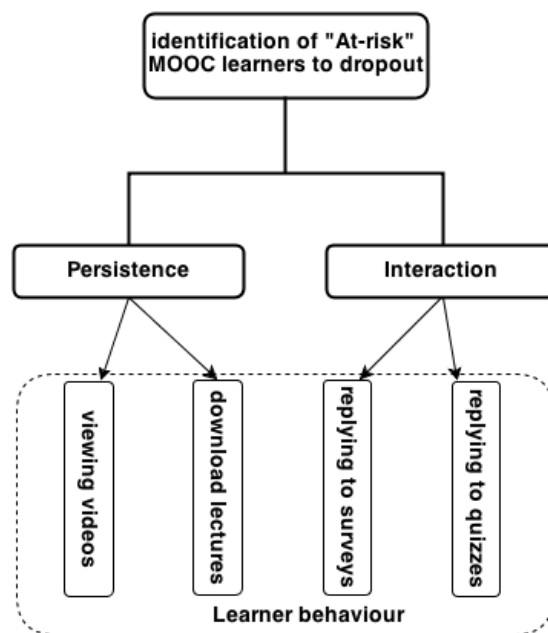 identification of "At-risk"
MOOC learners to dropout
Persistence
Interaction
viewing videos
download lectures
replying to surveys
replying to quizzes
Learner behaviour